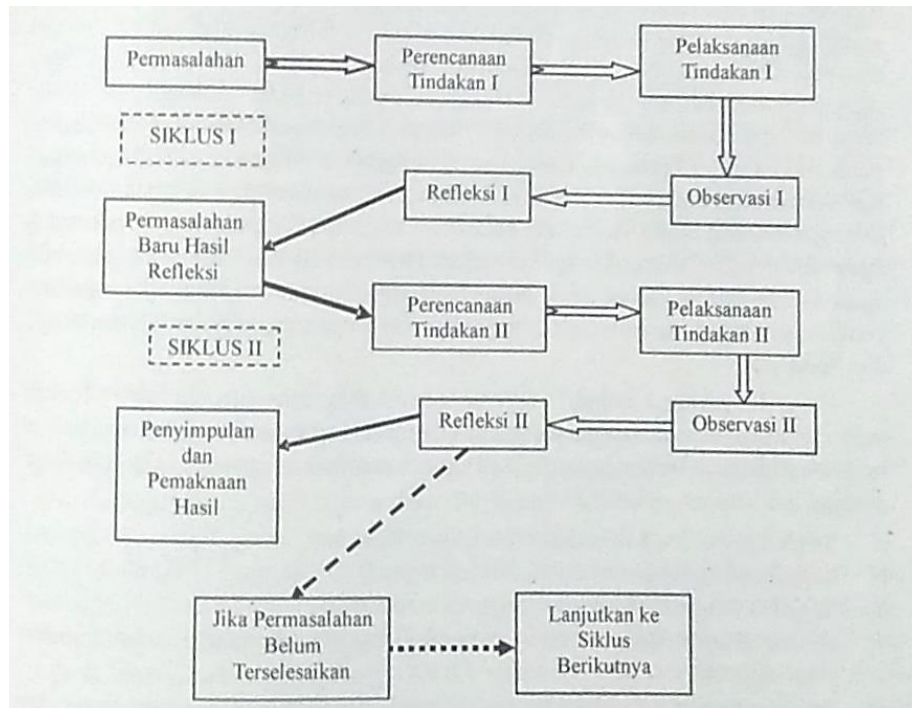 Permasalahan
Perencanaan
Tindakan I
Pelaksanaan
Tindakan I
SIKLUS I
Refleksi I
Observasi I
Permasalahan
Baru Hasil
Refleksi
Perencanaan
Tindakan II
Pelaksanaan
Tindakan II
SIKLUS II
Refleksi II
Observasi II
Penyimpulan
dan
Pemaknaan
Hasil
Jika Permasalahan
Belum
Terselesaikan
Lanjutkan ke
Siklus
Berikutnya